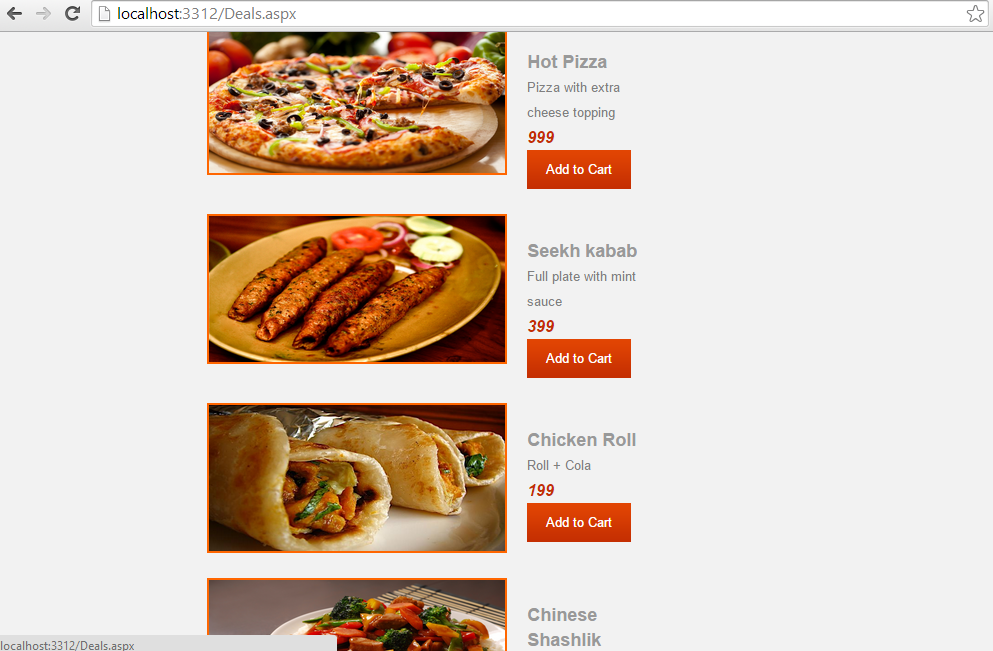 localhost:3312/Deals.aspx
Hot Pizza
Pizza with extra
cheese topping
999
Add to Cart
Seekh kabab
Full plate with mint
sauce
399
Add to Cart
Chicken Roll
Roll + Cola
199
Add to Cart
Chinese
Shashlik
localhost:3312/Deals.aspx